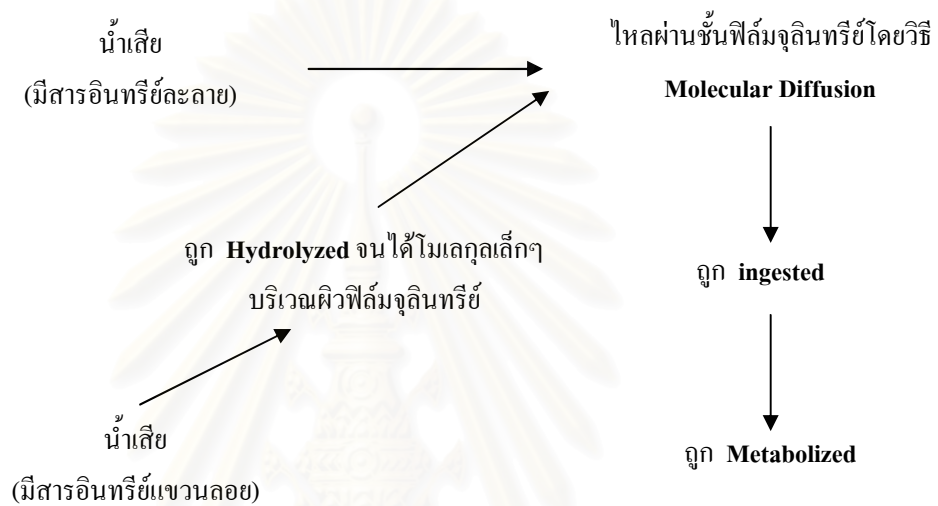 น้ำเสีย
(มีสารอินทรีย์ละลาย)
ไหลผ่านชั้นฟิล์มจุลินทรีย์โดยวิธี
Molecular Diffusion
ถูก Hydrolyzed จนได้โมเลกุลเล็กๆ
บริเวณผิวฟิล์มจุลินทรีย์
ถูก ingested
น้ำเสีย
(มีสารอินทรีย์แขวนลอย)
ถูก Metabolized